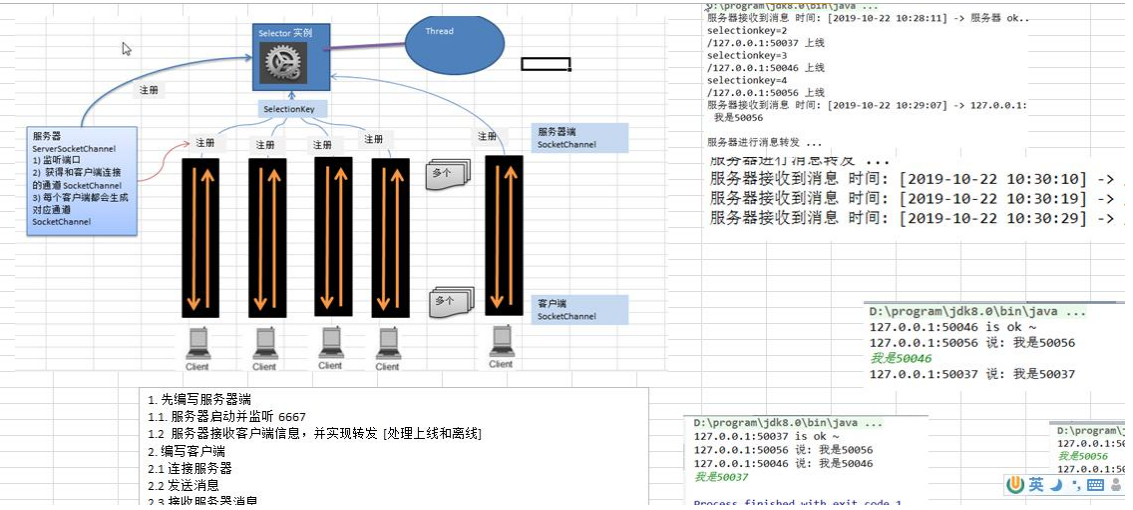 Selector 实例
Thread
注册
SelectionKey
服务器
ServerSocketChannel
1) 监听端口
2) 获得和客户端连接
的通道 SocketChannel
3) 每个客户端都会生成
对应通道
SocketChannel
注册
注册
注册
注册
注册
服务器端
SocketChannel
多个
多个
客户端
SocketChannel
Client
Client
Client
Client
Client
1. 先编写服务器端
1.1. 服务器启动并监听 6667
1.2 服务器接收客户端信息，并实现转发 [处理上线和离线]
2. 编写客户端
2.1 连接服务器
2.2 发送消息
2.3 接收服务器消息
D:\program\jdk8.0\bin\java ...
服务器接收到消息 时间: [2019-10-22 10:28:11] -> 服务器 ok..
selectionkey=2
/127.0.0.1:50037 上线
selectionkey=3
/127.0.0.1:50046 上线
selectionkey=4
/127.0.0.1:50056 上线
服务器接收到消息 时间: [2019-10-22 10:29:07] -> 127.0.0.1:
我是50056
服务器进行消息转发 ...
服务器进行消息转发 ...
服务器接收到消息 时间: [2019-10-22 10:30:10] ->
服务器接收到消息 时间: [2019-10-22 10:30:19] ->
服务器接收到消息 时间: [2019-10-22 10:30:29] ->
D:\program\jdk8.0\bin\java ...
127.0.0.1:50046 is ok ~
127.0.0.1:50056 说: 我是50056
我是50046
127.0.0.1:50037 说: 我是50037
D:\program\jdk8.0\bin\java ...
127.0.0.1:50037 is ok ~
127.0.0.1:50056 说: 我是50056
127.0.0.1:50046 说: 我是50046
我是50037
Process finished with exit code 1
D:\program\j
127.0.0.1:50
我是50056
127.0.0.1:50
英